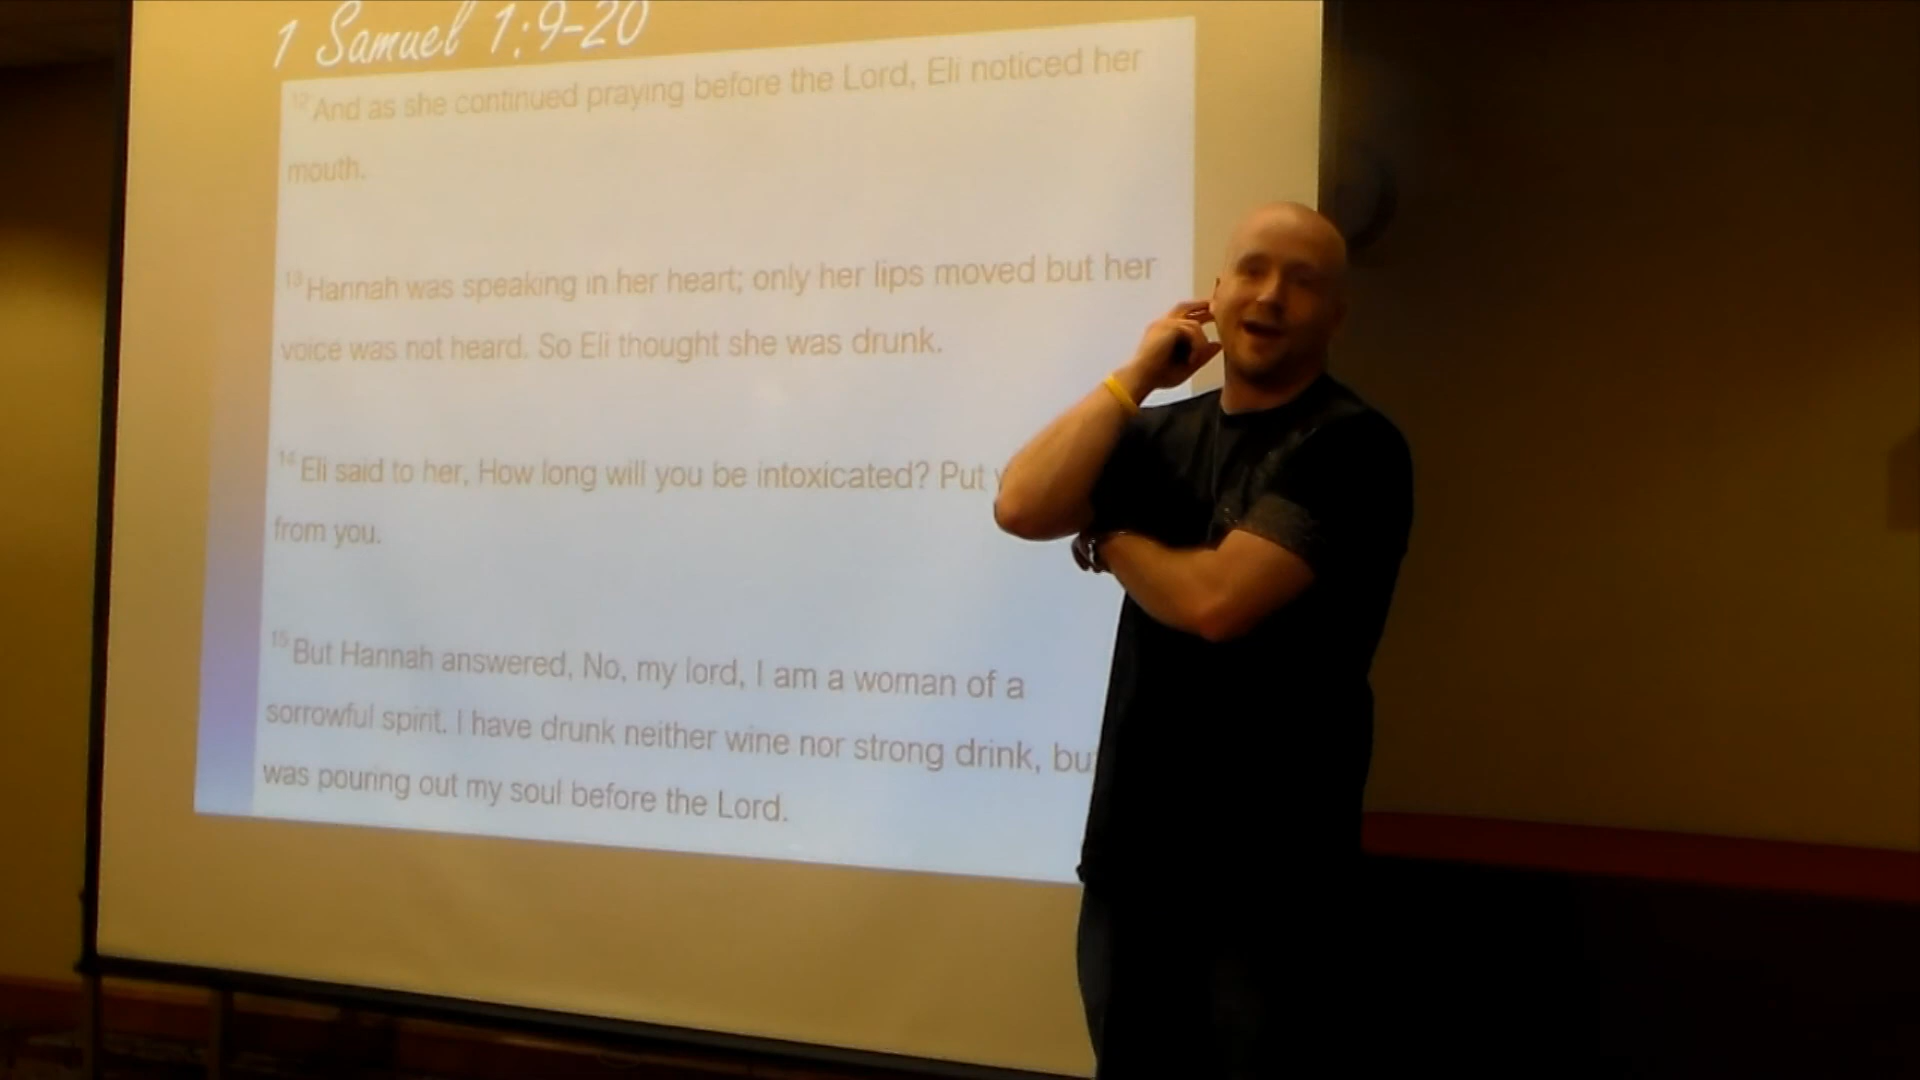 1 Samuel 1:9-20
12 And as she continued praying before the Lord, Eli noticed her
mouth.
13 Hannah was speaking in her heart; only her lips moved but her
voice was not heard. So Eli thought she was drunk.
14 Eli said to her, How long will you be intoxicated? Put
from you.
15 But Hannah answered, No, my lord, I am a woman of a
sorrowful spirit. I have drunk neither wine nor strong drink, bu
was pouring out my soul before the Lord.